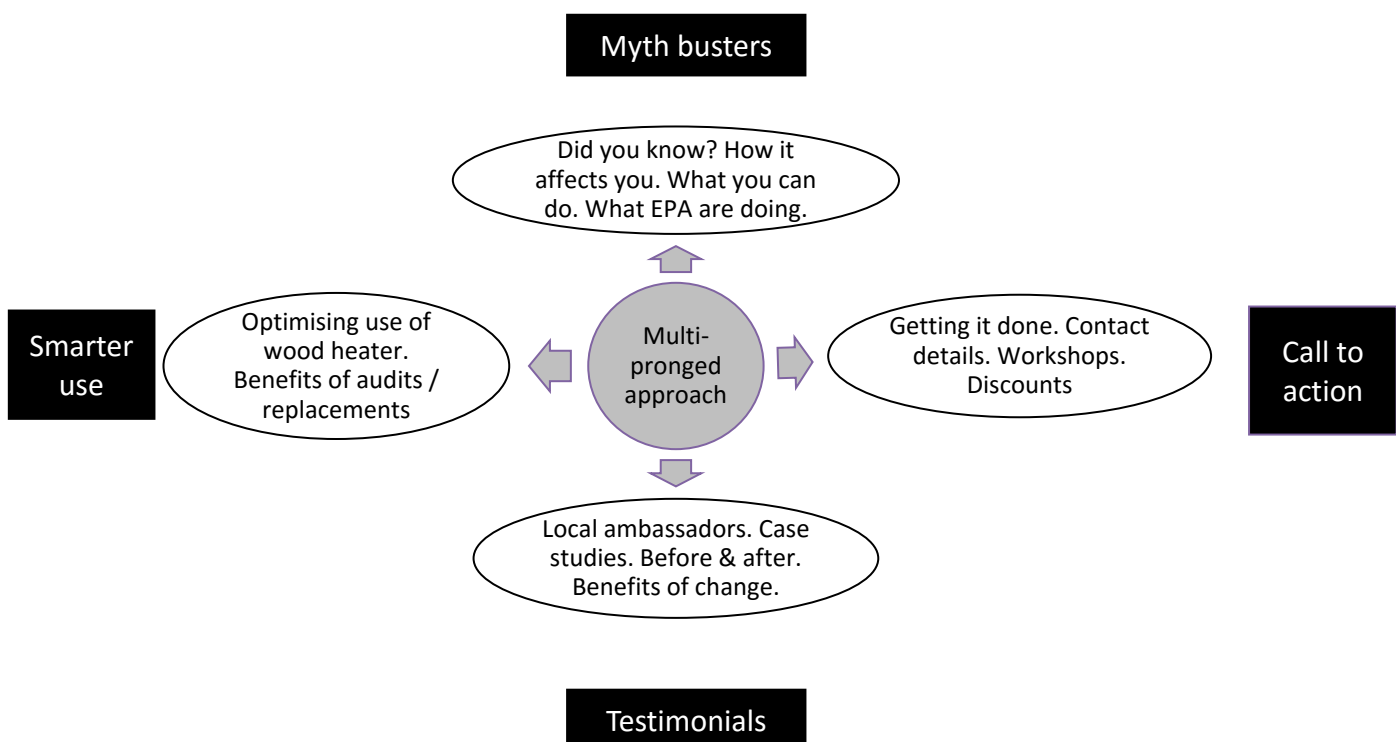 Myth busters
Did you know? How it
affects you. What you can
do. What EPA are doing.
Smarter
use
Optimising use of
wood heater.
Benefits of audits /
replacements
Multi-
pronged
approach
Getting it done. Contact
details. Workshops.
Discounts
Call to
action
Local ambassadors. Case
studies. Before & after.
Benefits of change.
Testimonials